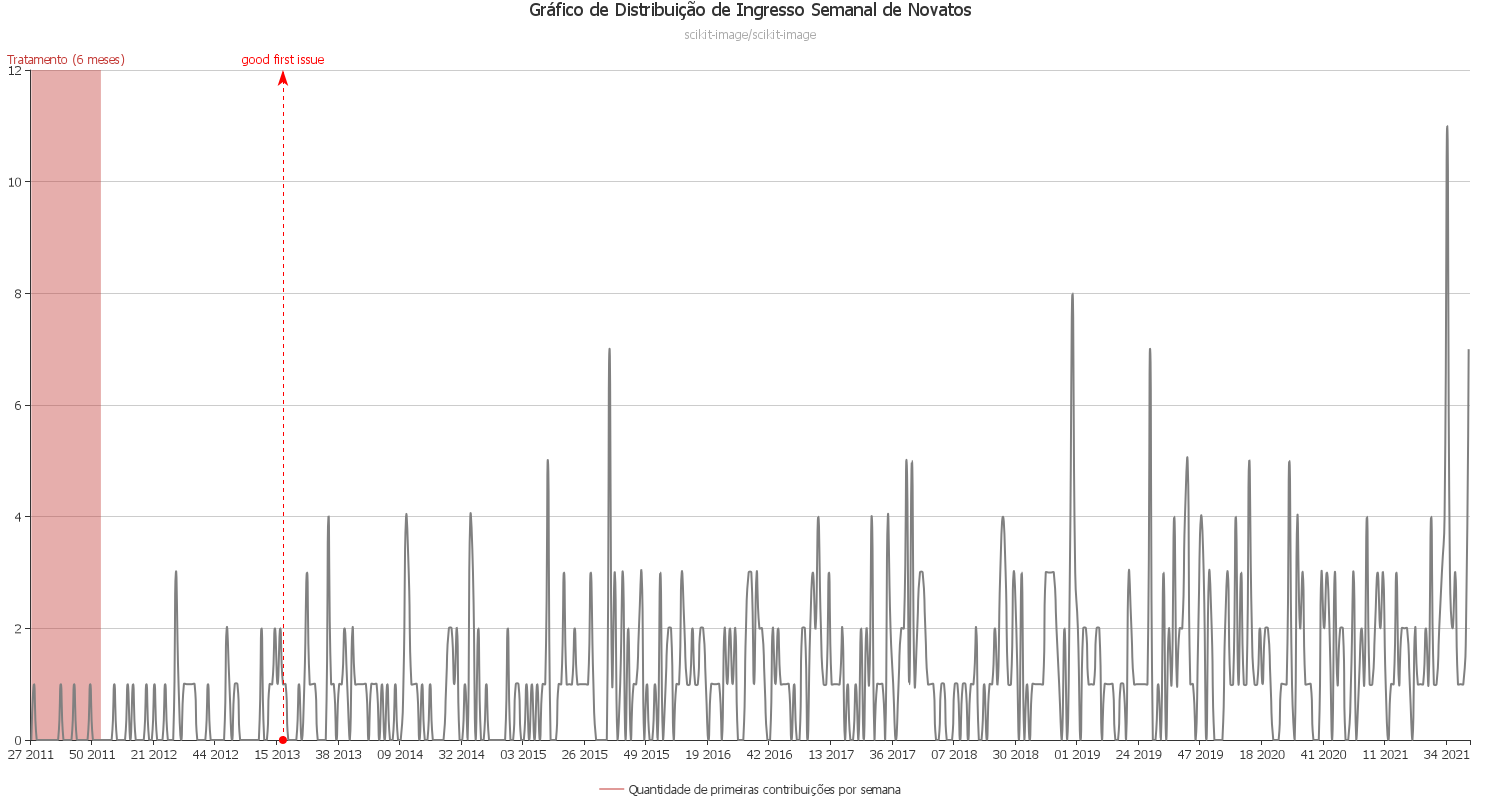 Gráfico de Distribuição de Ingresso Semanal de Novatos
scikit-image/scikit-image
Tratamento (6 meses)
good first issue
12
10
8
6
4
2
0
27 2011 50 2011 21 2012 44 2012 15 2013 38 2013 09 2014 32 2014 03 2015 26 2015 49 2015 19 2016 42 2016 13 2017 36 2017 07 2018 30 2018 01 2019 24 2019 47 2019 18 2020 41 2020 11 2021 34 2021
Quantidade de primeiras contribuições por semana